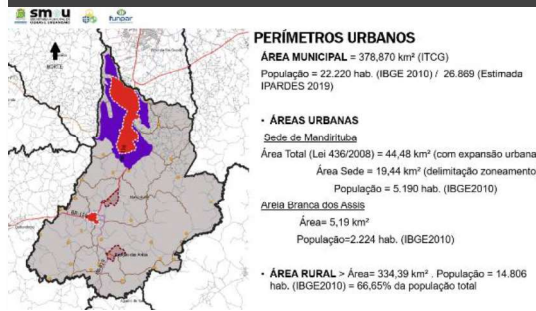 smou
funpar
NORTE
PERÍMETROS URBANOS
ÁREA MUNICIPAL = 378,870 km² (ITCG)
População = 22.220 hab. (IBGE 2010) / 26.869 (Estimada
IPARDES 2019)
• ÁREAS URBANAS
Sede de Mandirituba
Área Total (Lei 436/2008) = 44,48 km² (com expansão urbana
Área Sede = 19,44 km² (delimitação zoneamento
População = 5.190 hab. (IBGE2010)
Areia Branca dos Assis
Área= 5,19 km²
População=2.224 hab. (IBGE2010)
• ÁREA RURAL > Área= 334,39 km² . População = 14.806
hab. (IBGE2010) = 66,65% da população total